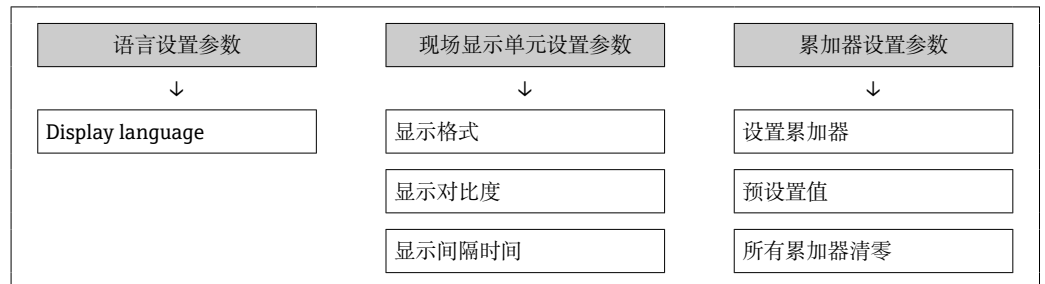 语言设置参数
现场显示单元设置参数
累加器设置参数
Display language
显示格式
设置累加器
显示对比度
预设置值
显示间隔时间
所有累加器清零